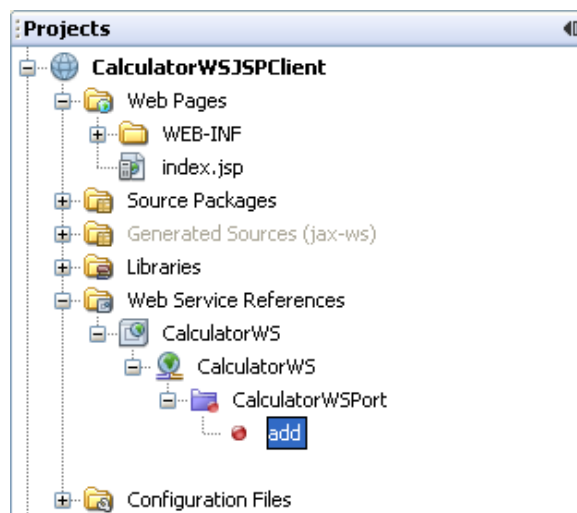 Projects
CalculatorWSJSPClient
Web Pages
WEB-INF
index.jsp
Source Packages
Generated Sources (jax-ws)
Libraries
Web Service References
CalculatorWS
CalculatorWS
CalculatorWSPort
add
Configuration Files